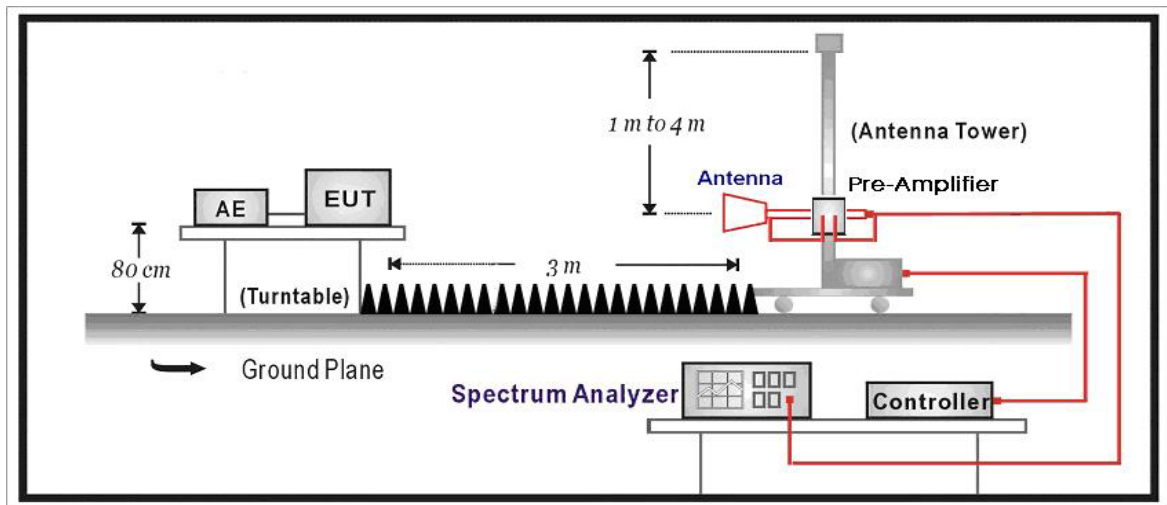 1 m to 4 m
(Antenna Tower)
Antenna
Pre-Amplifier
AE
EUT
80 cm
3 m
(Turntable)
Ground Plane
Spectrum Analyzer
Controller